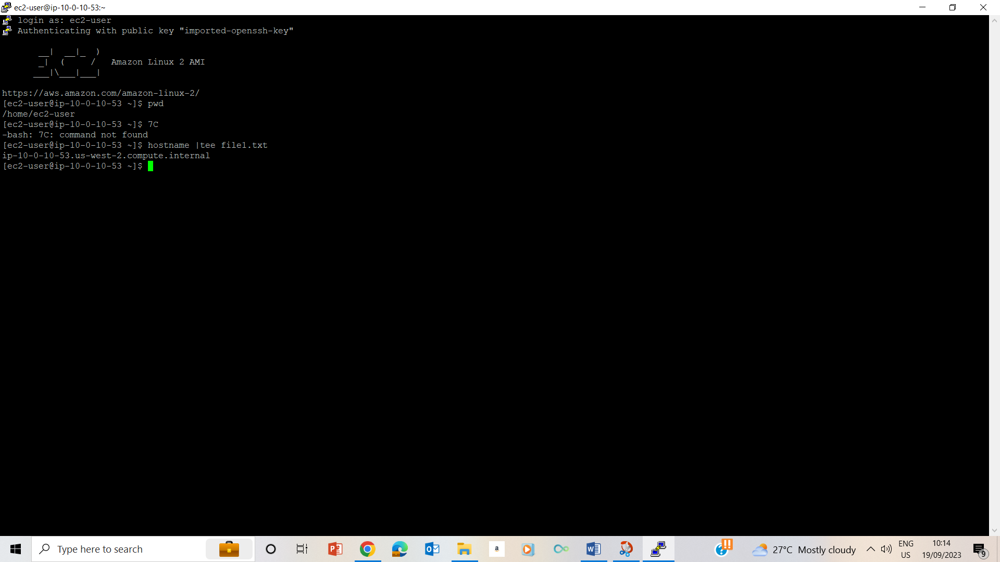 ec2-user@ip-10-0-10-53:~
login as: ec2-user
Authenticating with public key "imported-openssh-key"
       __|  __|_  )
       _|  (     /   Amazon Linux 2 AMI
      ___|\___|___|
https://aws.amazon.com/amazon-linux-2/
[ec2-user@ip-10-0-10-53 ~]$ pwd
/home/ec2-user
[ec2-user@ip-10-0-10-53 ~]$ 7C
-bash: 7C: command not found
[ec2-user@ip-10-0-10-53 ~]$ hostname |tee file1.txt
ip-10-0-10-53.us-west-2.compute.internal
[ec2-user@ip-10-0-10-53 ~]$
Type here to search
27°C Mostly cloudy
ENG
US
10:14
19/09/2023
9